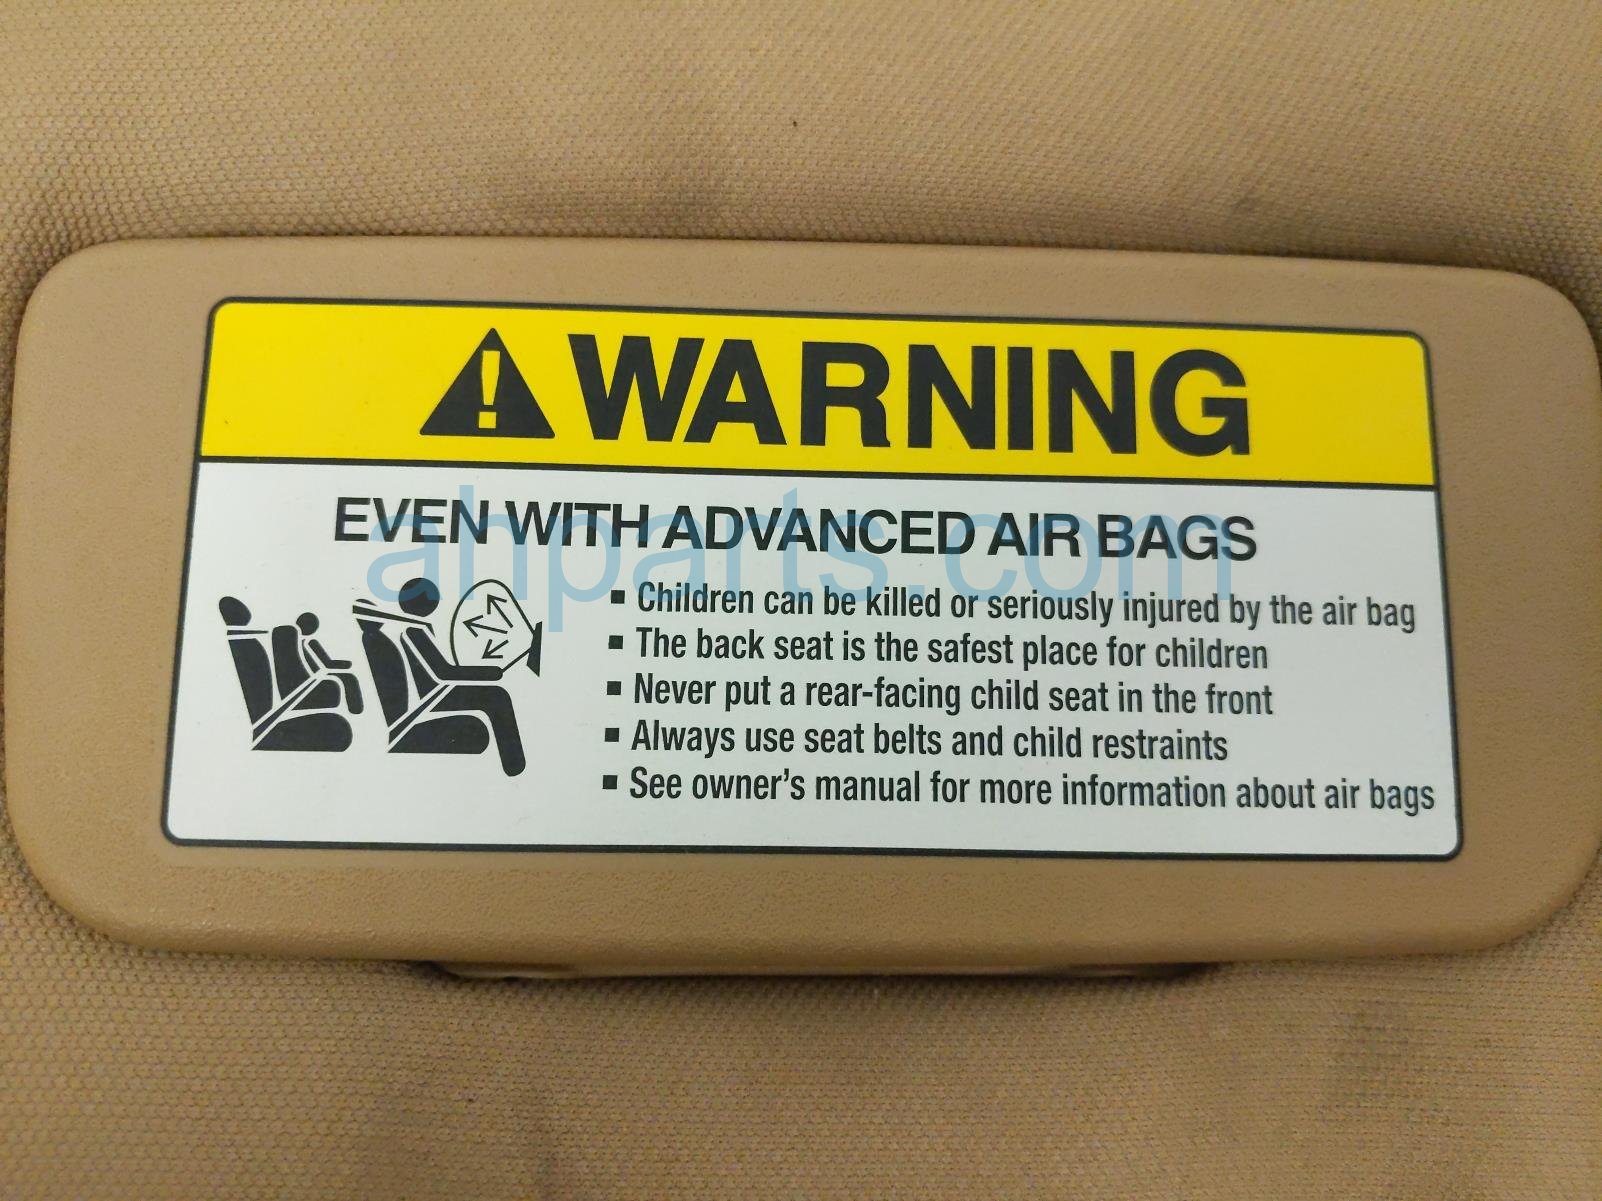 WARNING
EVEN WITH ADVANCED AIR BAGS
▪ Children can be killed or seriously injured by the air bag
▪ The back seat is the safest place for children
▪ Never put a rear-facing child seat in the front
▪ Always use seat belts and child restraints
▪ See owner's manual for more information about air bags
ahparts.com